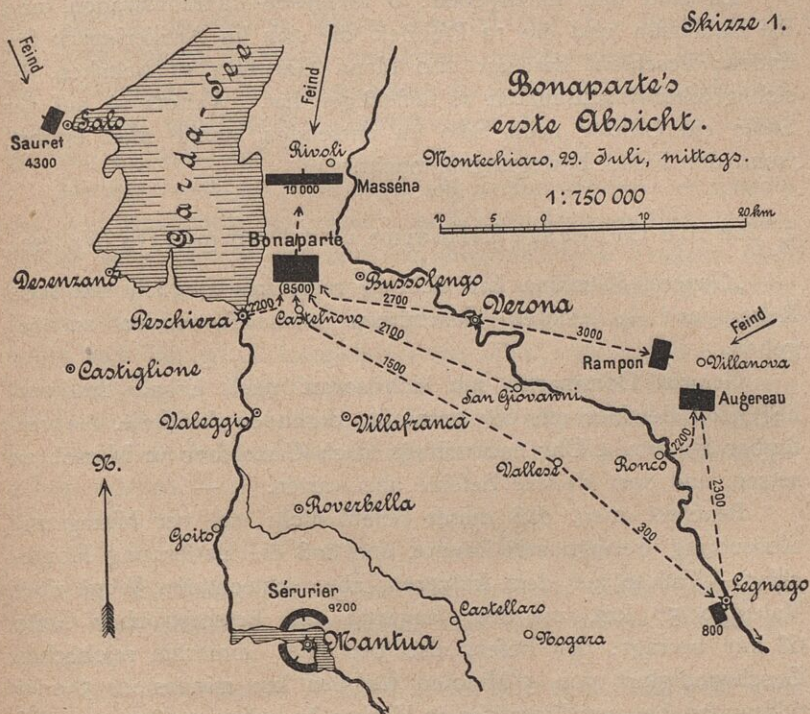 Skizze 1.
Bonaparte's
erste Absicht.
Montechiaro, 29. Juli, mittags.
1:750 000
10 5 0 10 20 km
Feind
Garda-See
Feind
Salo
Sauret
4300
Rivoli
10 000
Masséna
Bonaparte
(8500)
Desenzano
Bussolengo
2700
Verona
Peschiera
2200
Castelnuovo
2100
3000
Feind
Rampon
Villanova
Castiglione
1500
San Giovanni
Augereau
Valeggio
Villafranca
2200
Vallese
Ronco
2300
N.
Roverbella
300
Goito
Legnago
Sérurier
9200
Castellaro
800
Mantua
Nogara